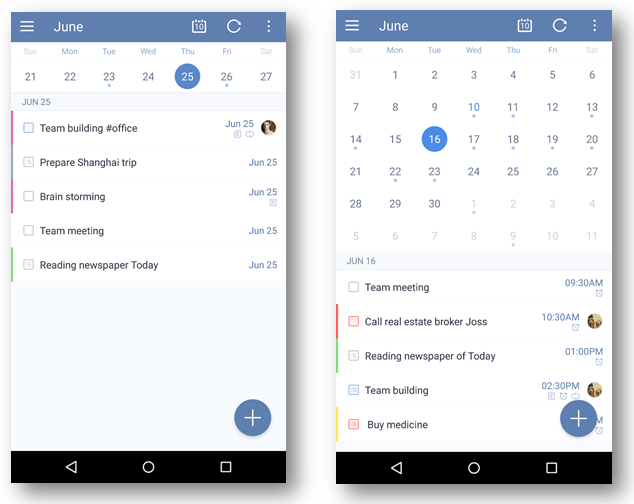 June
10
Sun Mon Tue Wed Thu Fri Sat
21 22 23 24 25 26 27
JUN 25
Team building #office Jun 25
Prepare Shanghai trip Jun 25
Brain storming Jun 25
Team meeting Jun 25
Reading newspaper Today Jun 25
June
10
Sun Mon Tue Wed Thu Fri Sat
31 1 2 3 4 5 6
7 8 9 10 11 12 13
14 15 16 17 18 19 20
21 22 23 24 25 26 27
28 29 30 1 2 3 4
5 6 7 8 9 10 11
JUN 16
Team meeting 09:30AM
Call real estate broker Joss 10:30AM
Reading newspaper of Today 01:00PM
Team building 02:30PM
Buy medicine